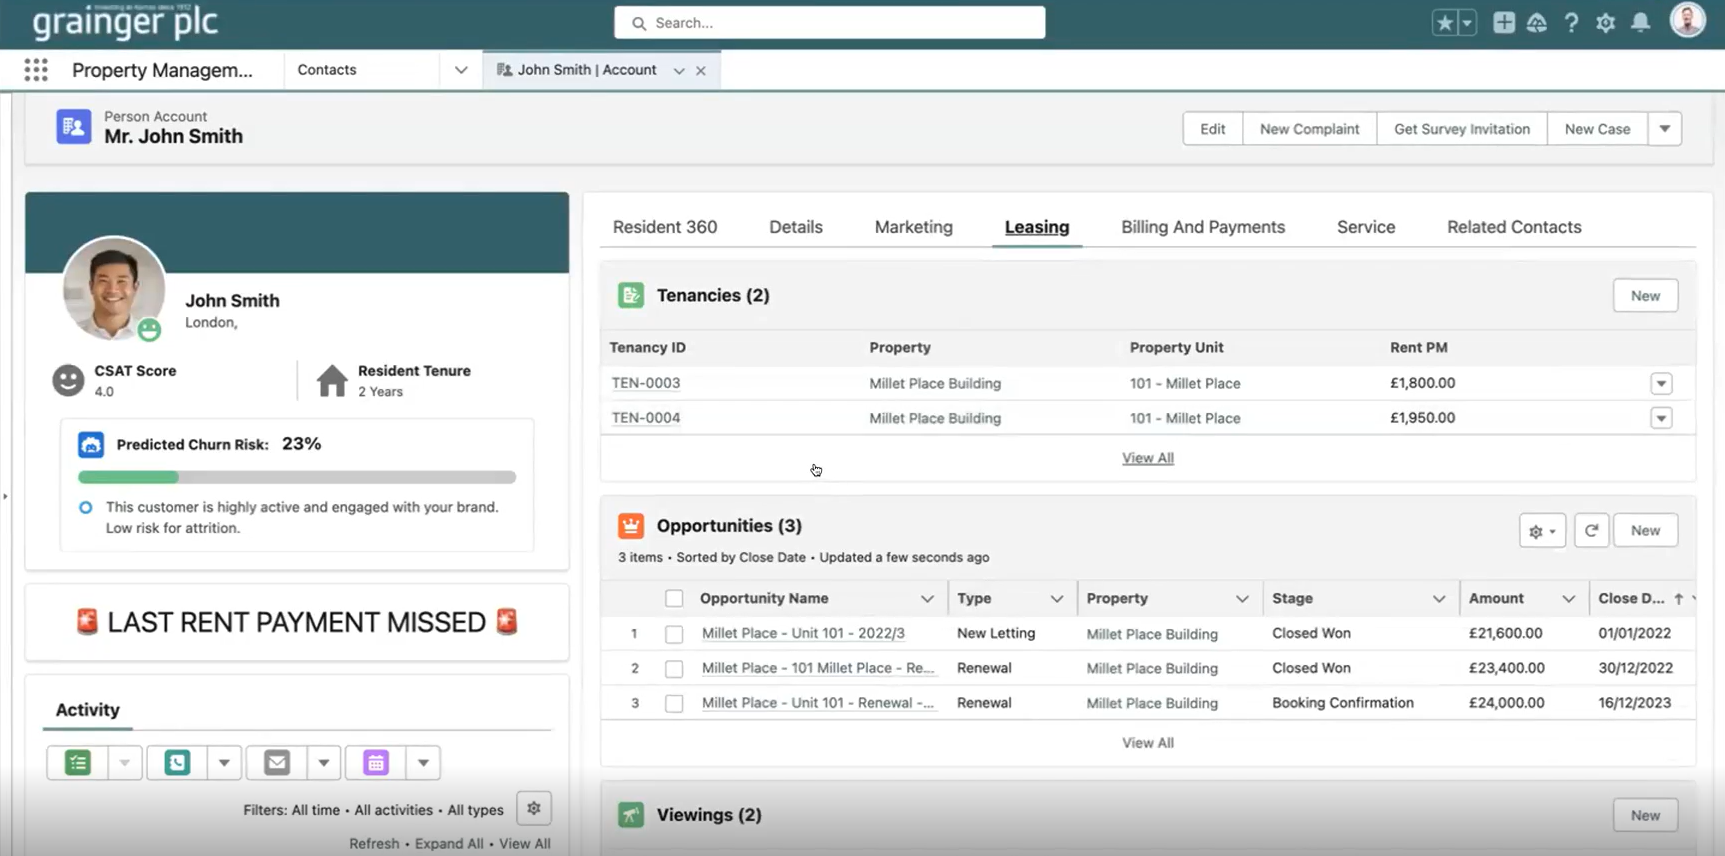 grainger plc
Search...
Property Managem...
Contacts
John Smith | Account
Person Account
Mr. John Smith
Edit
New Complaint
Get Survey Invitation
New Case
John Smith
London,
CSAT Score
4.0
Resident Tenure
2 Years
Predicted Churn Risk: 23%
This customer is highly active and engaged with your brand.
Low risk for attrition.
LAST RENT PAYMENT MISSED
Activity
Filters: All time • All activities • All types
Refresh • Expand All • View All
Resident 360 Details Marketing Leasing Billing And Payments Service Related Contacts
Tenancies (2)
New
Tenancy ID Property Property Unit Rent PM
TEN-0003 Millet Place Building 101 - Millet Place £1,800.00
TEN-0004 Millet Place Building 101 - Millet Place £1,950.00
View All
Opportunities (3)
New
3 items • Sorted by Close Date • Updated a few seconds ago
Opportunity Name Type Property Stage Amount Close D...
1 Millet Place - Unit 101 - 2022/3 New Letting Millet Place Building Closed Won £21,600.00 01/01/2022
2 Millet Place - 101 Millet Place - Re... Renewal Millet Place Building Closed Won £23,400.00 30/12/2022
3 Millet Place - Unit 101 - Renewal -... Renewal Millet Place Building Booking Confirmation £24,000.00 16/12/2023
View All
Viewings (2)
New